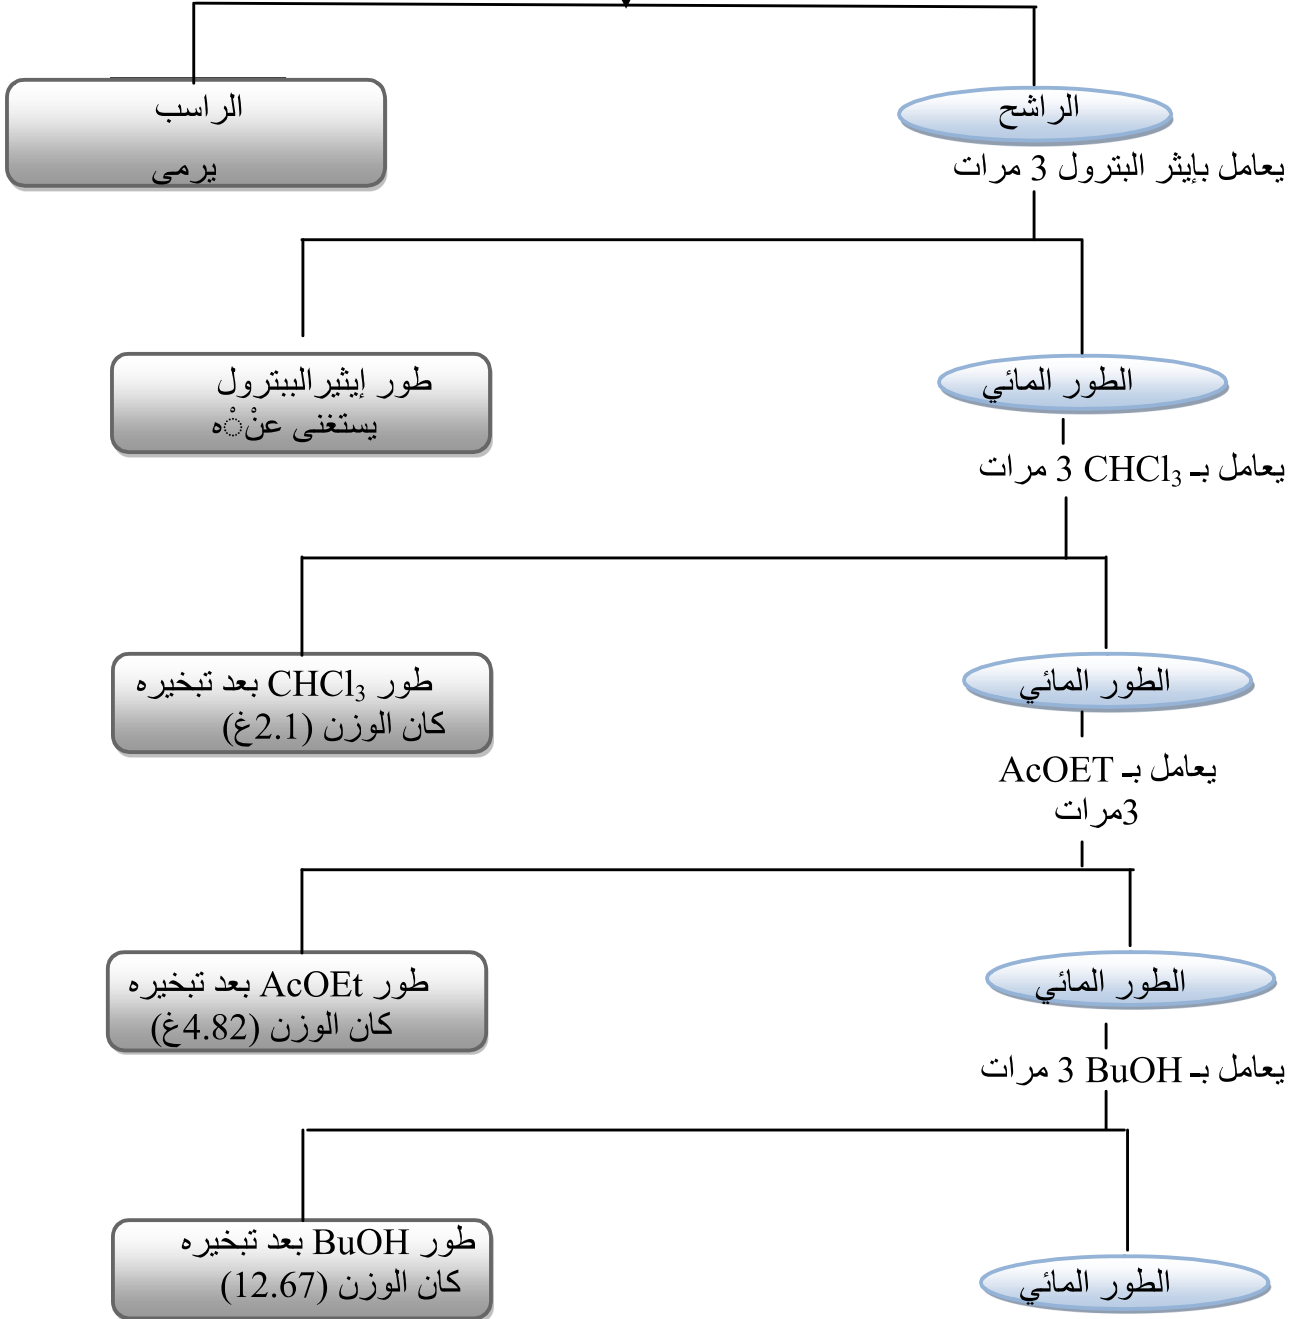 الراشح
الراسب
يرمى
يعامل بإيثر البترول 3 مرات
الطور المائي
طور إيثيرالببترول
يستغنى عنْْه
يعامل بـ CHCl₃ 3 مرات
الطور المائي
طور CHCl₃ بعد تبخيره
كان الوزن (2.1غ)
يعامل بـ AcOET
3مرات
الطور المائي
طور AcOEt بعد تبخيره
كان الوزن (4.82غ)
يعامل بـ BuOH 3 مرات
الطور المائي
طور BuOH بعد تبخيره
كان الوزن (12.67)